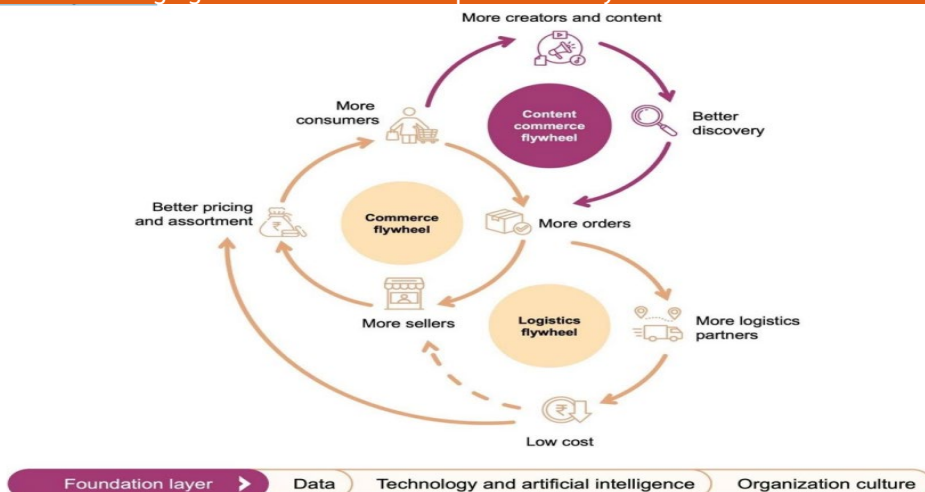 More creators and content
More
consumers
Content
commerce
flywheel
Better
discovery
Better pricing
and assortment
Commerce
flywheel
More orders
More sellers
Logistics
flywheel
More logistics
partners
Low cost
Foundation layer
Data
Technology and artificial intelligence
Organization culture